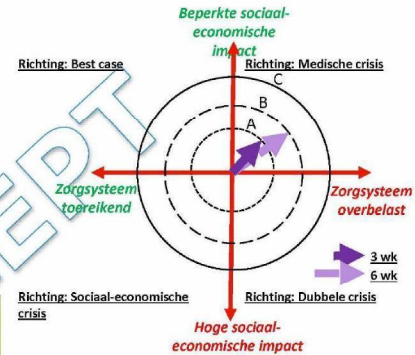 Beperkte sociaal-
economische
impact
Richting: Best case
Richting: Medische crisis
C
B
A
Zorgsysteem
toereikend
Zorgsysteem
overbelast
3 wk
6 wk
Richting: Sociaal-economische
crisis
Richting: Dubbele crisis
Hoge sociaal-
economische impact
EPT